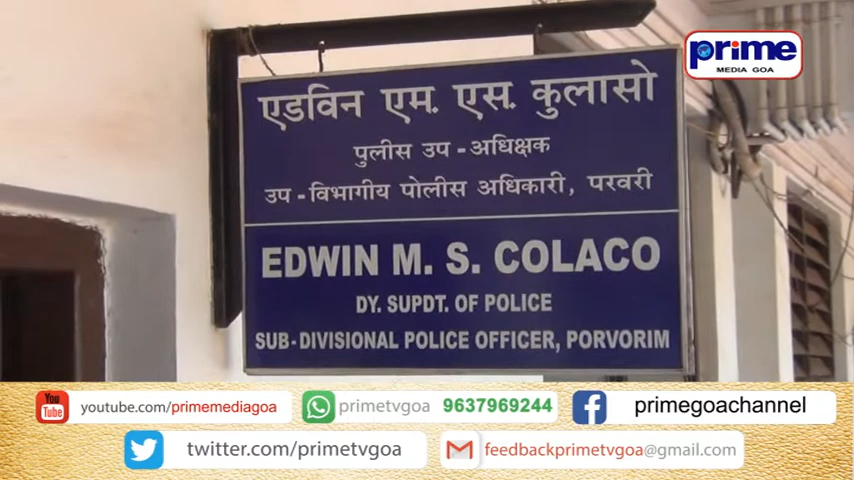 prime
MEDIA GOA
एडविन एम. एस. कुलासो
पुलीस उप - अधिक्षक
उप - विभागीय पोलीस अधिकारी, परवरी
EDWIN M. S. COLACO
DY. SUPDT. OF POLICE
SUB - DIVISIONAL POLICE OFFICER, PORVORIM
You Tube youtube.com/primemediagoa
primetvgoa 9637969244
primegoachannel
twitter.com/primetvgoa
feedbackprimetvgoa@gmail.com